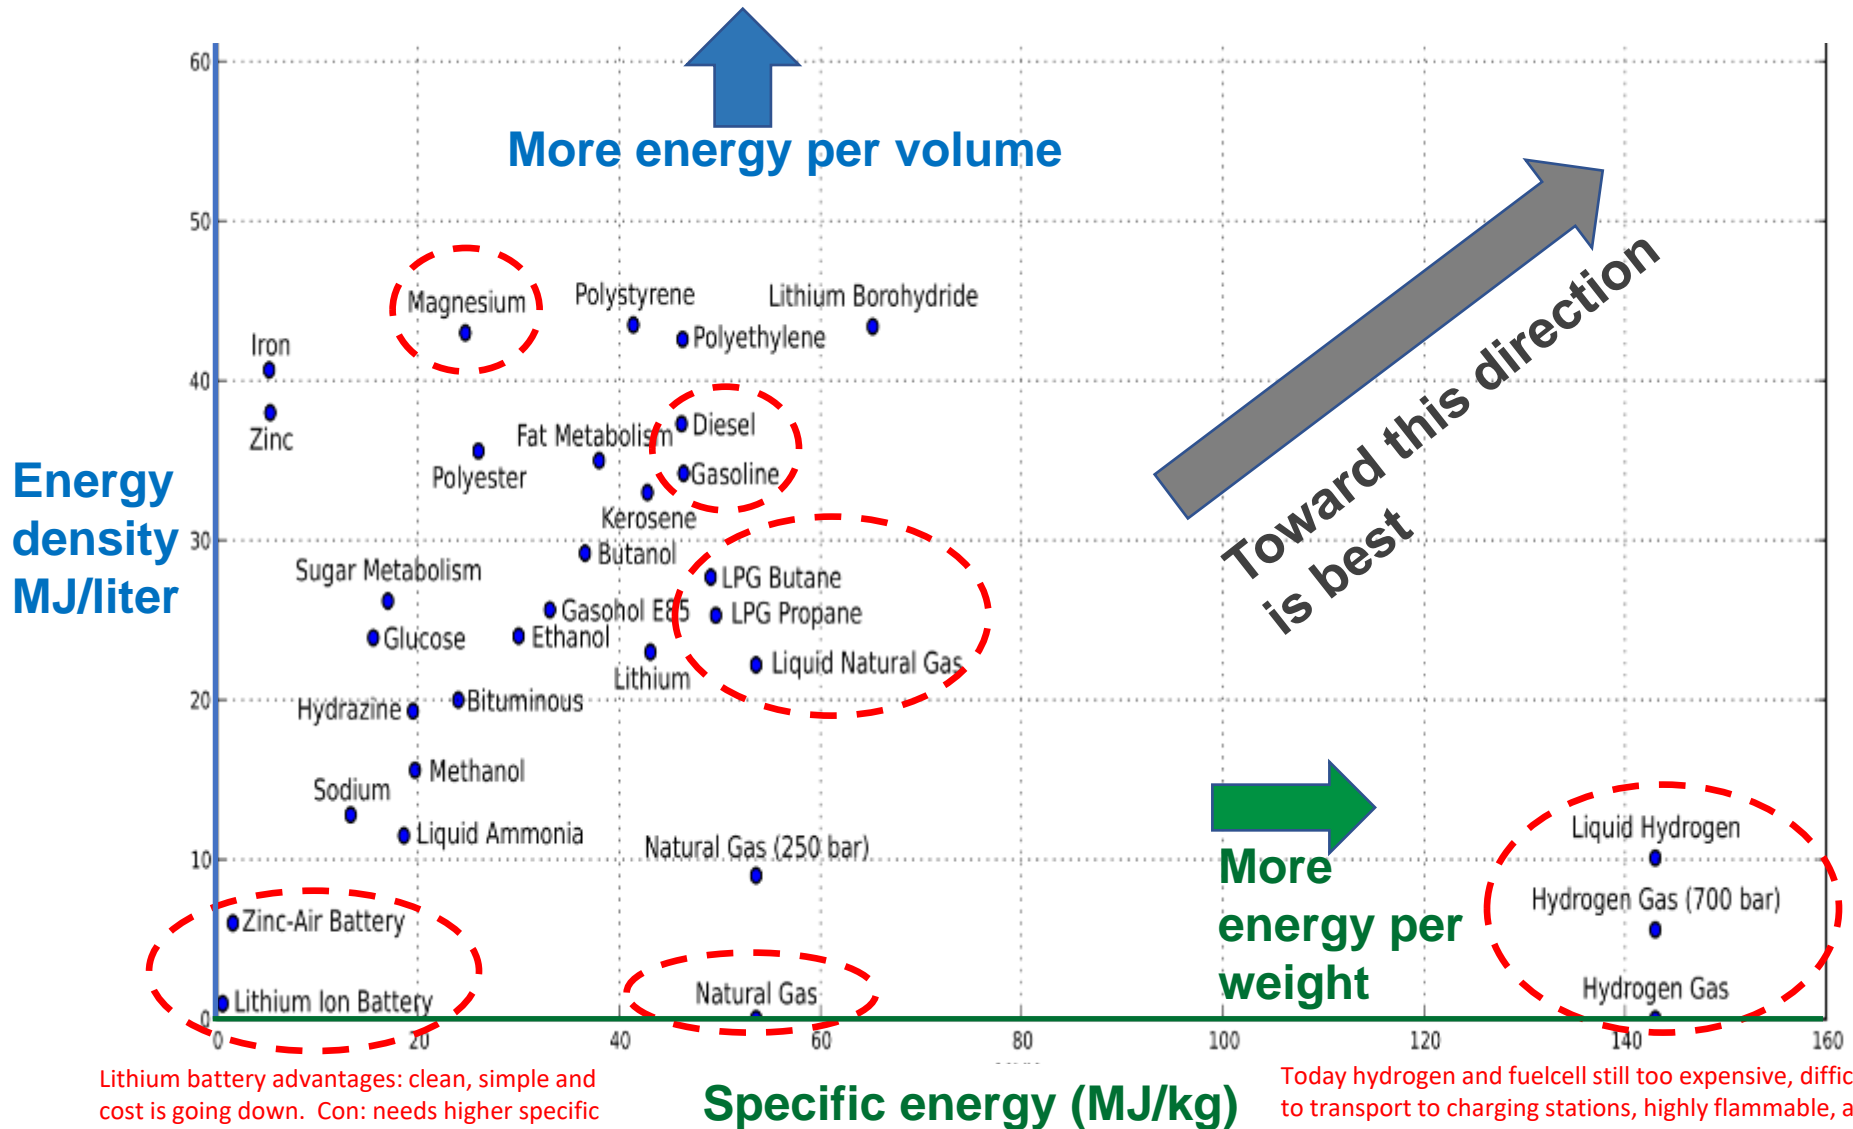 60
More energy per volume
50
Magnesium
Polystyrene
Lithium Borohydride
Polyethylene
Iron
40
Zinc
Diesel
Fat Metabolism
Polyester
Gasoline
Kerosene
Energy
density
MJ/liter
Toward this direction
is best
30
Butanol
Sugar Metabolism
LPG Butane
Gasohol E85
LPG Propane
Glucose
Ethanol
Lithium
Liquid Natural Gas
20
Hydrazine
Bituminous
Methanol
Sodium
Liquid Ammonia
Natural Gas (250 bar)
10
More
energy per
weight
Liquid Hydrogen
Hydrogen Gas (700 bar)
Hydrogen Gas
Zinc-Air Battery
Lithium Ion Battery
Natural Gas
0
0 20 40 60 80 100 120 140 160
Lithium battery advantages: clean, simple and
cost is going down. Con: needs higher specific
Specific energy (MJ/kg)
Today hydrogen and fuelcell still too expensive, diffic
to transport to charging stations, highly flammable, a